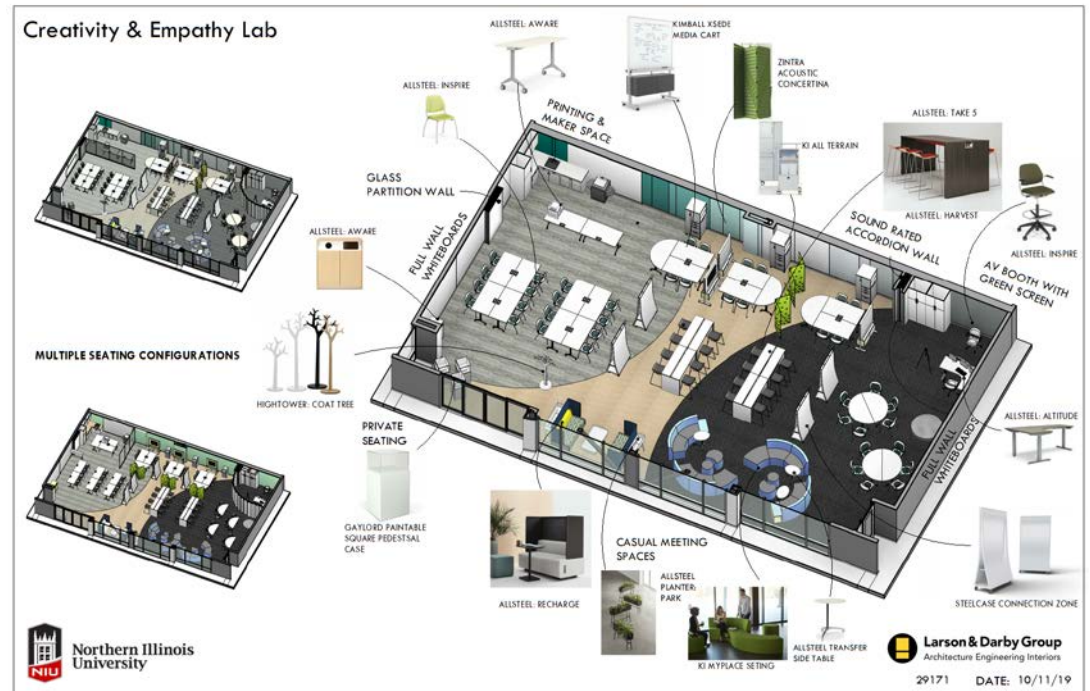 Creativity & Empathy Lab
ALLSTEEL: AWARE
KIMBALL XSEDE
MEDIA CART
ZINTRA
ACOUSTIC
CONCERTINA
ALLSTEEL: INSPIRE
PRINTING &
MAKER SPACE
KI ALL TERRAIN
ALLSTEEL: TAKE 5
ALLSTEEL: HARVEST
GLASS
PARTITION WALL
SOUND RATED
ACCORDION WALL
ALLSTEEL: INSPIRE
AV BOOTH WITH
GREEN SCREEN
ALLSTEEL: AWARE
FULL WALL
WHITEBOARDS
MULTIPLE SEATING CONFIGURATIONS
HIGHTOWER: COAT TREE
PRIVATE
SEATING
GAYLORD PAINTABLE
SQUARE PEDESTSAL
CASE
FULL WALL
WHITEBOARDS
ALLSTEEL: ALTITUDE
CASUAL MEETING
SPACES
ALLSTEEL: RECHARGE
ALLSTEEL
PLANTER:
PARK
KI MYPLACE SETING
ALLSTEEL TRANSFER
SIDE TABLE
STEELCASE CONNECTION ZONE
NIU
Northern Illinois
University
Larson & Darby Group
Architecture Engineering Interiors
29171 DATE: 10/11/19